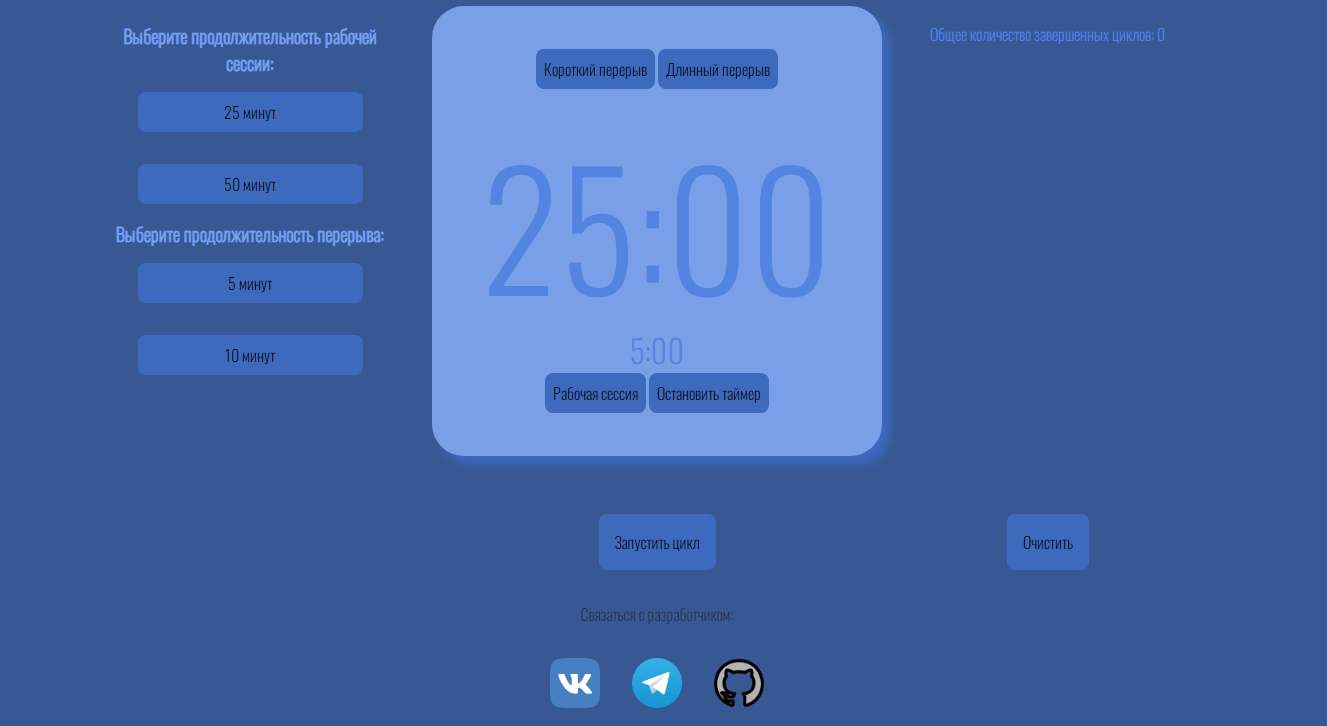 Выберите продолжительность рабочей
сессии:
25 минут
50 минут
Выберите продолжительность перерыва:
5 минут
10 минут
Короткий перерыв Длинный перерыв
25:00
5:00
Рабочая сессия Остановить таймер
Общее количество завершенных циклов: 0
Запустить цикл
Очистить
Связаться с разработчиком: